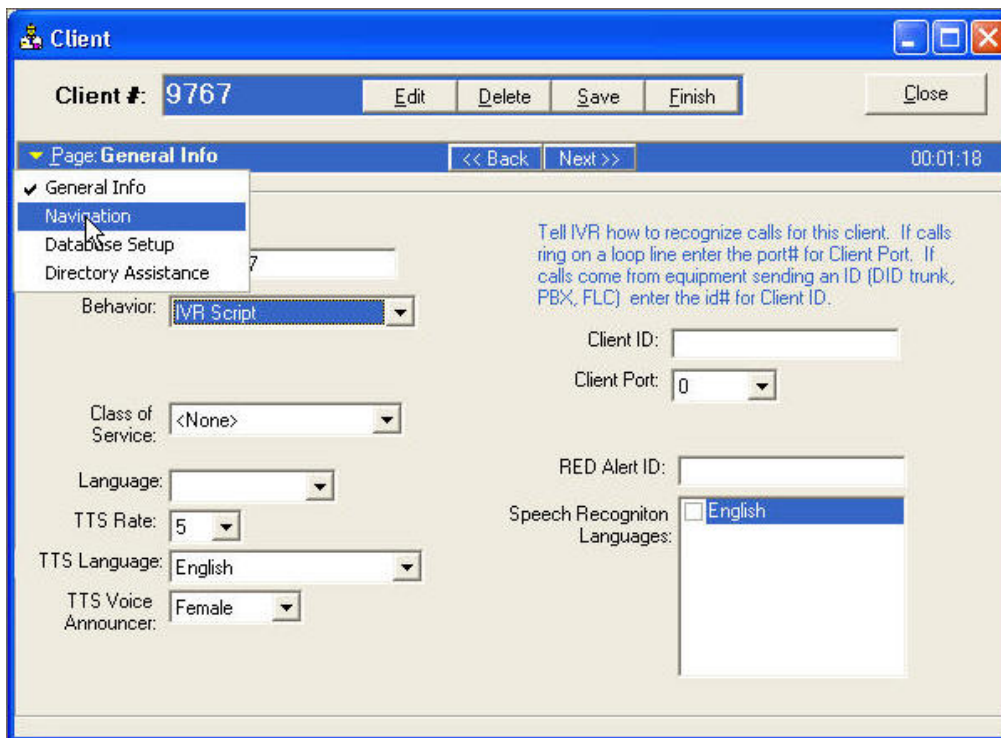 Client
Client #: 9767 Edit Delete Save Finish Close
Page: General Info << Back Next >> 00:01:18
General Info
Navigation
Database Setup
Directory Assistance
7
Tell IVR how to recognize calls for this client. If calls
ring on a loop line enter the port# for Client Port. If
calls come from equipment sending an ID (DID trunk,
PBX, FLC) enter the id# for Client ID.
Behavior: IVR Script
Client ID:
Client Port: 0
Class of
Service: <None>
RED Alert ID:
Language:
TTS Rate: 5
Speech Recogniton
Languages: English
TTS Language: English
TTS Voice
Announcer: Female